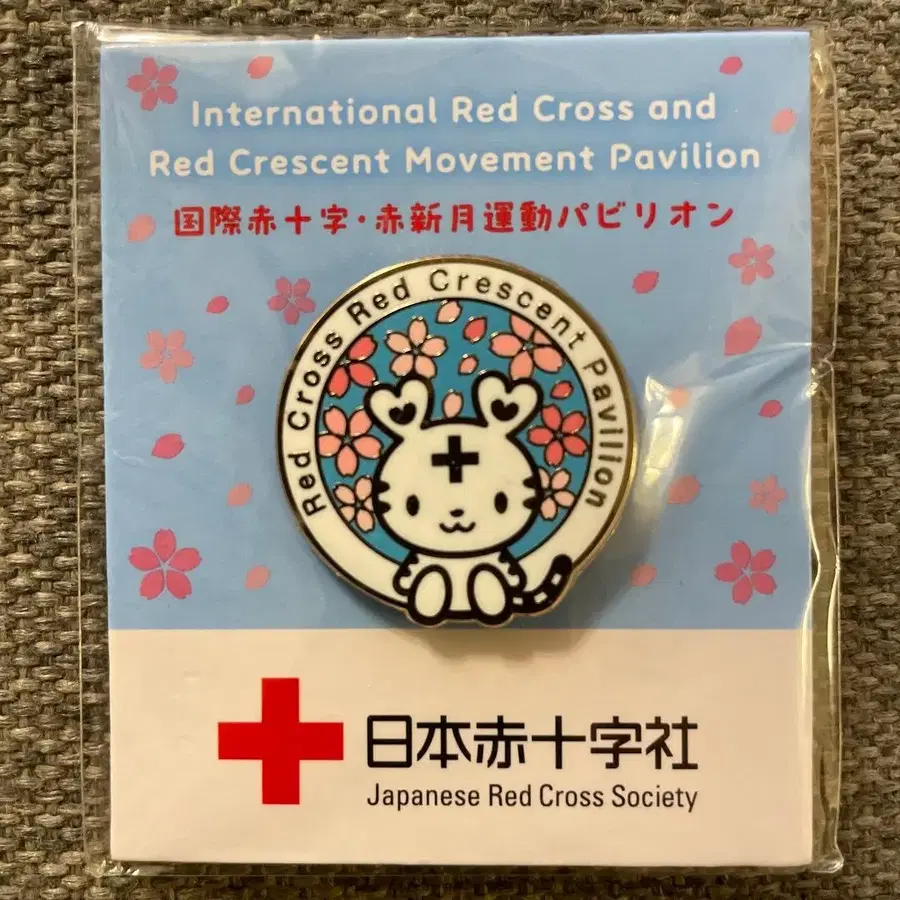 International Red Cross and
Red Crescent Movement Pavilion
国際赤十字・赤新月運動パビリオン
Red Cross Red Crescent Pavilion
日本赤十字社
Japanese Red Cross Society